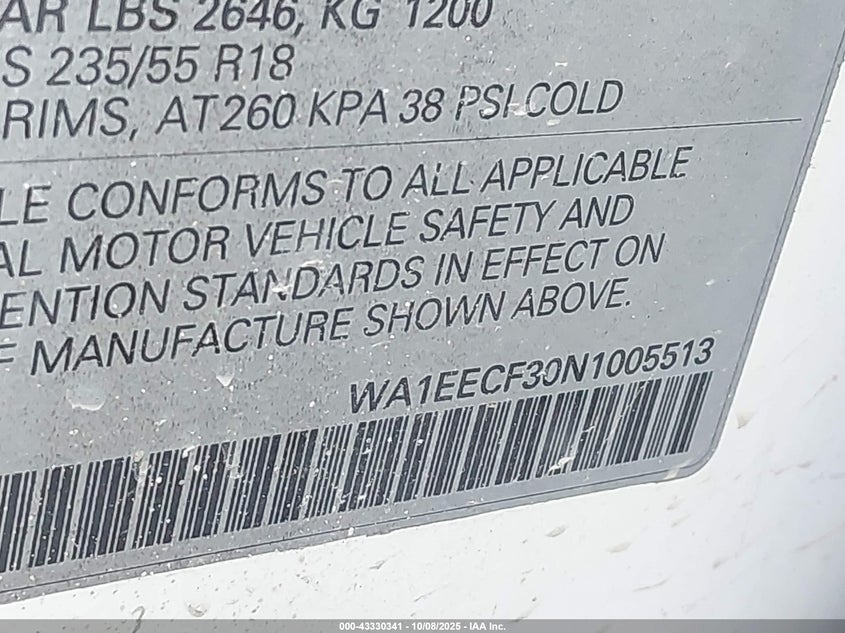 AR LBS 2646, KG 1200
S 235/55 R18
RIMS, AT260 KPA 38 PSI COLD
LE CONFORMS TO ALL APPLICABLE
AL MOTOR VEHICLE SAFETY AND
ENTION STANDARDS IN EFFECT ON
F MANUFACTURE SHOWN ABOVE.
WA1EECF30N1005513
000-43330341 - 10/08/2025 - IAA Inc.